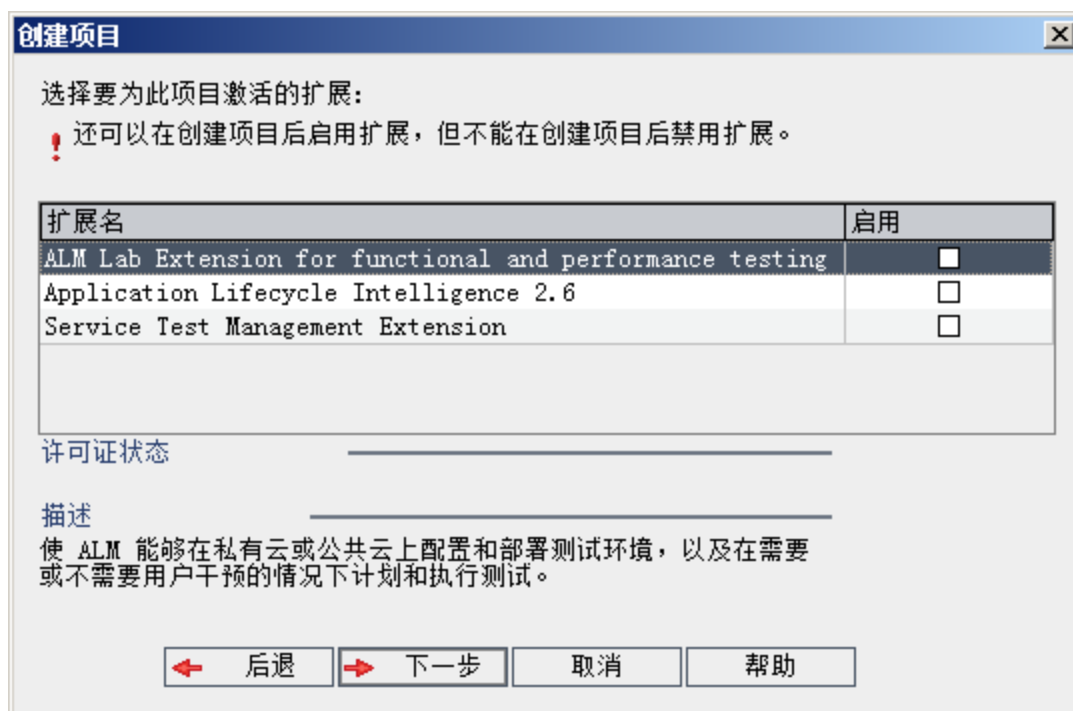 创建项目
选择要为此项目激活的扩展：
还可以在创建项目后启用扩展，但不能在创建项目后禁用扩展。
扩展名 启用
ALM Lab Extension for functional and performance testing
Application Lifecycle Intelligence 2.6
Service Test Management Extension
许可证状态
描述
使 ALM 能够在私有云或公共云上配置和部署测试环境，以及在需要
或不需要用户干预的情况下计划和执行测试。
后退 下一步 取消 帮助